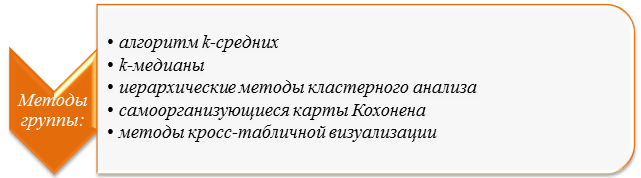 Методы
группы:
• алгоритм k-средних
• k-медианы
• иерархические методы кластерного анализа
• самоорганизующиеся карты Кохонена
• методы кросс-табличной визуализации